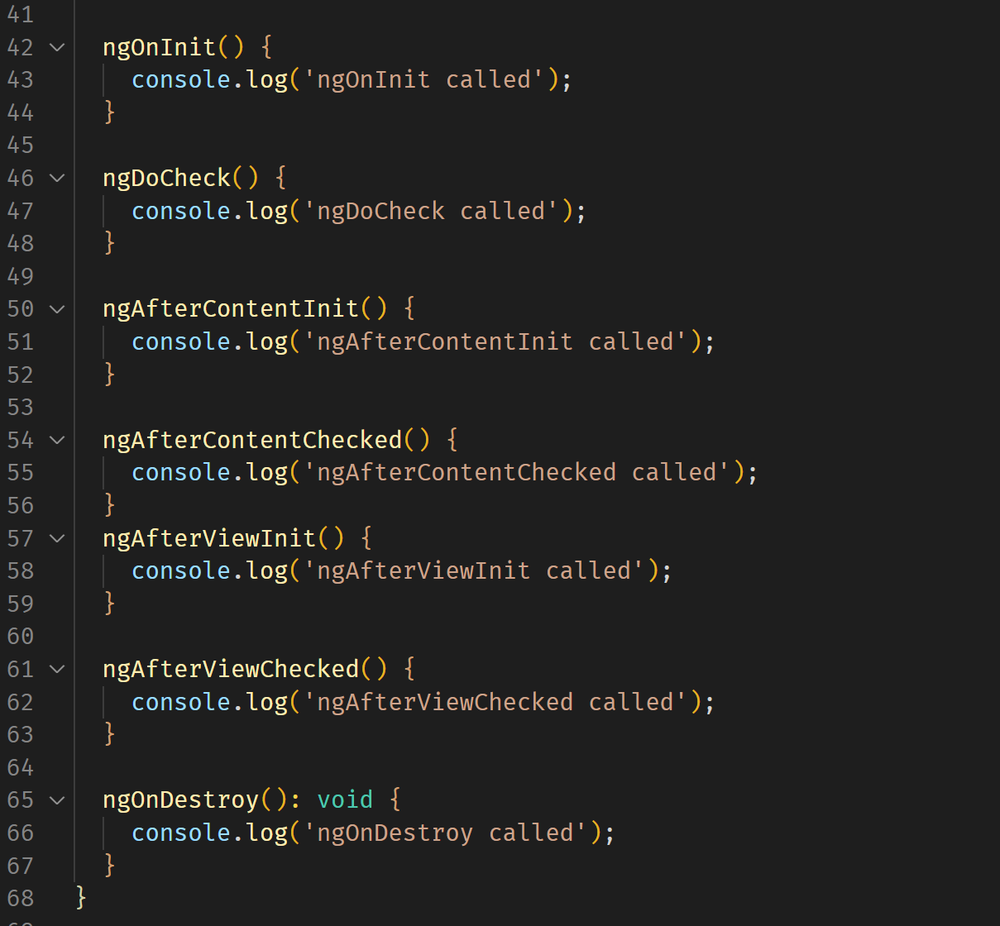 41
42 ngOnInit() {
43 console.log('ngOnInit called');
44 }
45
46 ngDoCheck() {
47 console.log('ngDoCheck called');
48 }
49
50 ngAfterContentInit() {
51 console.log('ngAfterContentInit called');
52 }
53
54 ngAfterContentChecked() {
55 console.log('ngAfterContentChecked called');
56 }
57 ngAfterViewInit() {
58 console.log('ngAfterViewInit called');
59 }
60
61 ngAfterViewChecked() {
62 console.log('ngAfterViewChecked called');
63 }
64
65 ngOnDestroy(): void {
66 console.log('ngOnDestroy called');
67 }
68 }